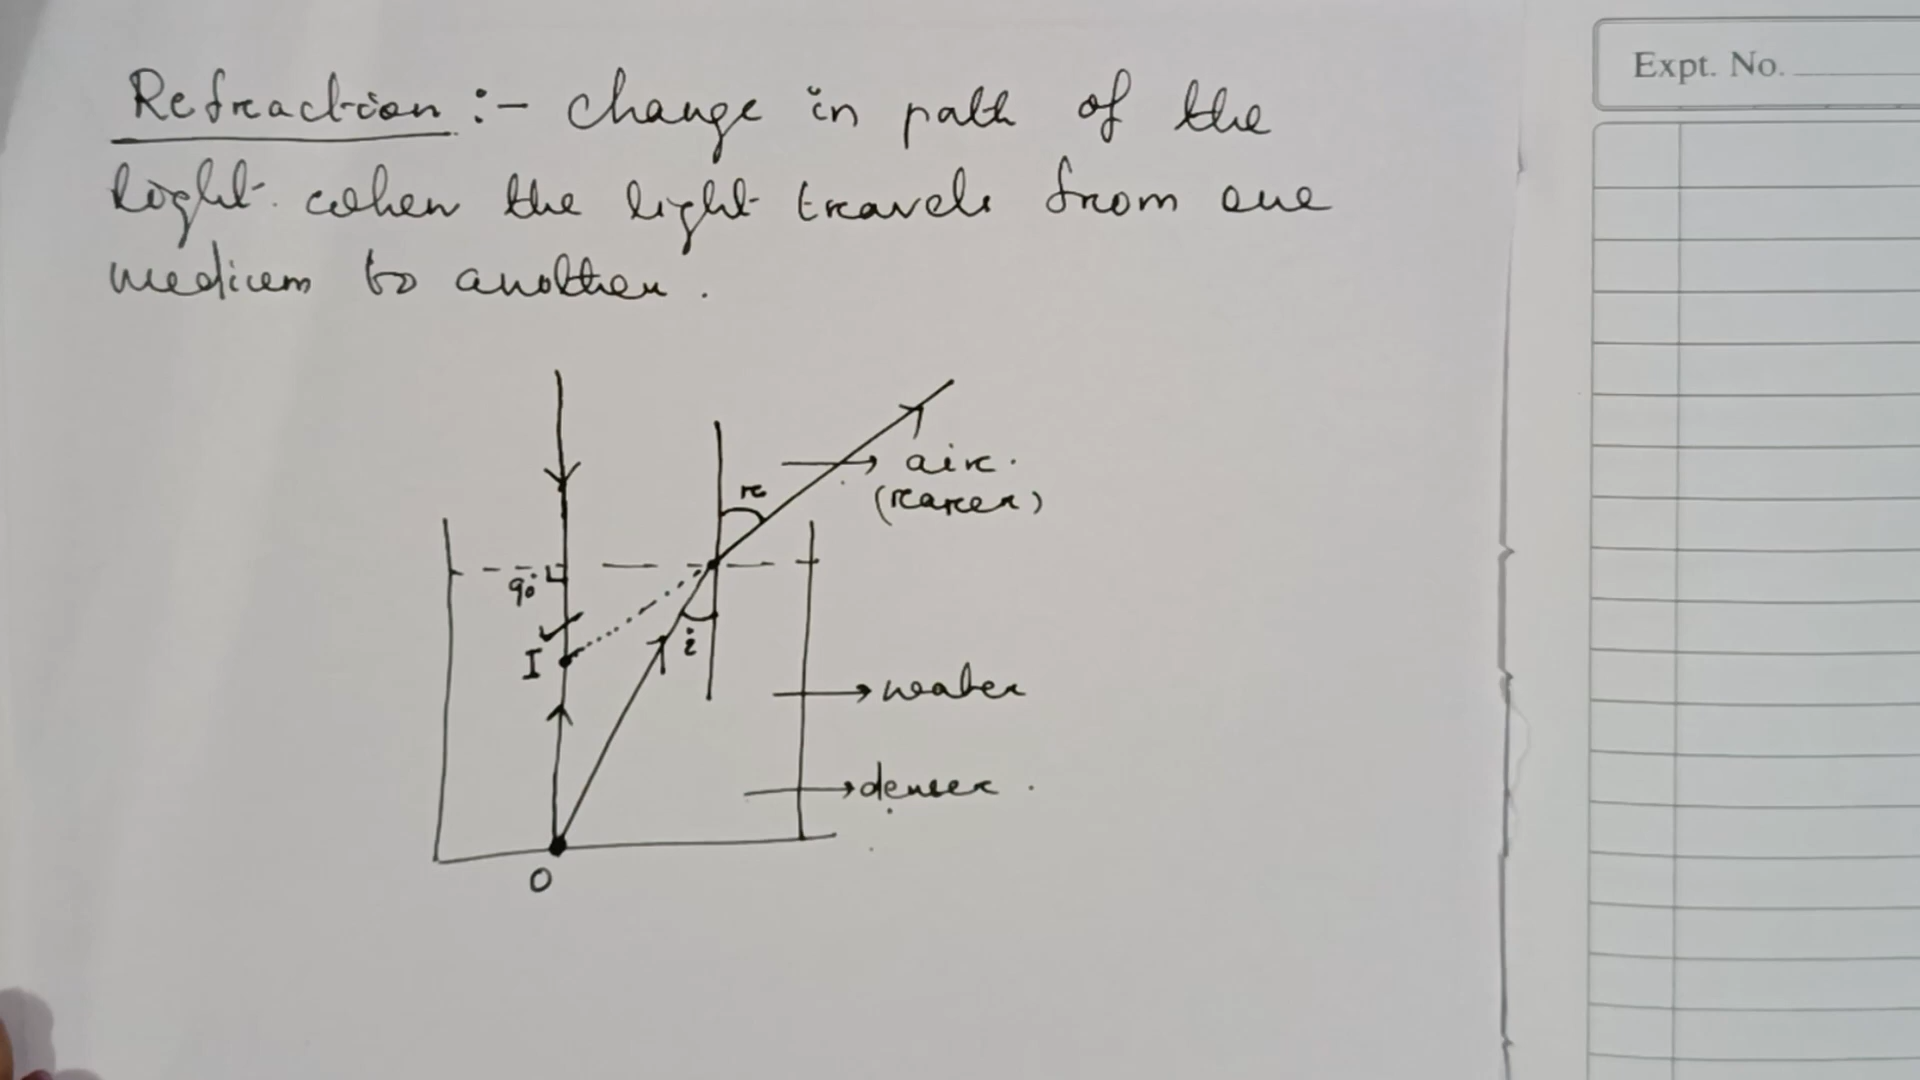 Refraction :- change in path of the
light. when the light travels from one
medium to another.
r
air.
(rarer)
90°
i
I
water
denser.
O
Expt. No.